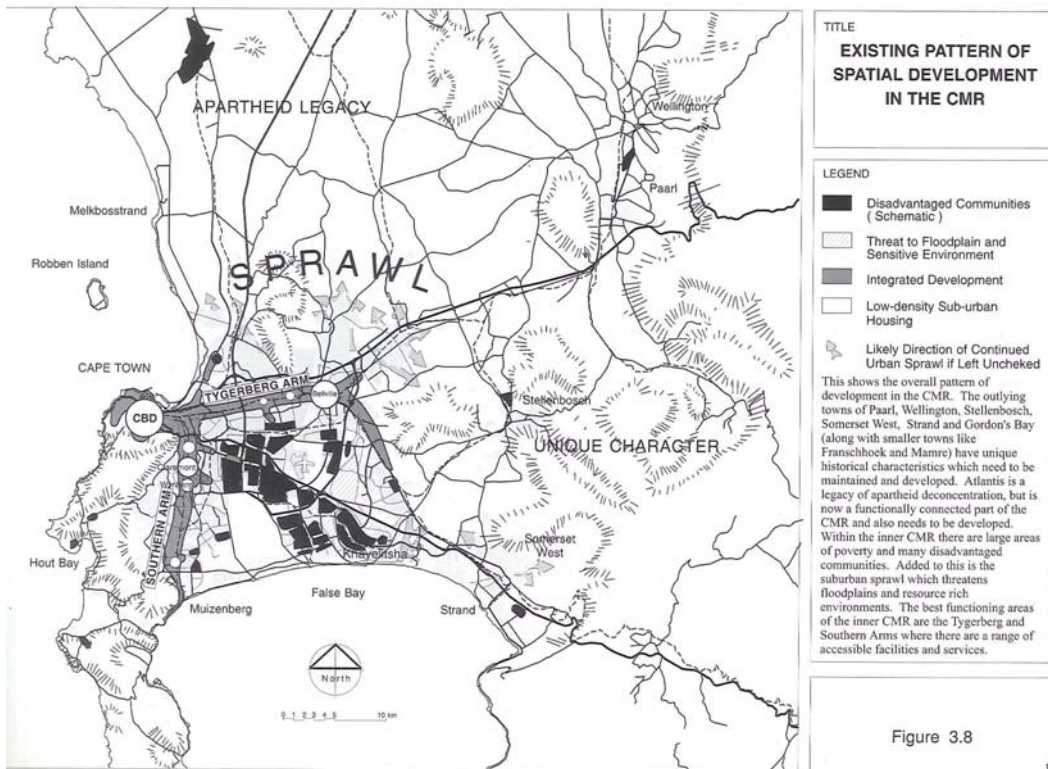 APARTHEID LEGACY
Wellington
Paarl
Melkbosstrand
Robben Island
SPRAWL
CAPE TOWN
TYGERBERG ARM
Bellville
CBD
Stellenbosch
UNIQUE CHARACTER
Claremont
SOUTHERN ARM
Khayelitsha
Somerset
West
Hout Bay
Muizenberg
False Bay
Strand
North
0 1 2 3 4 5 10 km
TITLE
EXISTING PATTERN OF
SPATIAL DEVELOPMENT
IN THE CMR
LEGEND
Disadvantaged Communities
( Schematic )
Threat to Floodplain and
Sensitive Environment
Integrated Development
Low-density Sub-urban
Housing
Likely Direction of Continued
Urban Sprawl if Left Uncheked
This shows the overall pattern of
development in the CMR. The outlying
towns of Paarl, Wellington, Stellenbosch,
Somerset West, Strand and Gordon's Bay
(along with smaller towns like
Franschhoek and Mamre) have unique
historical characteristics which need to be
maintained and developed. Atlantis is a
legacy of apartheid deconcentration, but is
now a functionally connected part of the
CMR and also needs to be developed.
Within the inner CMR there are large areas
of poverty and many disadvantaged
communities. Added to this is the
suburban sprawl which threatens
floodplains and resource rich
environments. The best functioning areas
of the inner CMR are the Tygerberg and
Southern Arms where there are a range of
accessible facilities and services.
Figure 3.8